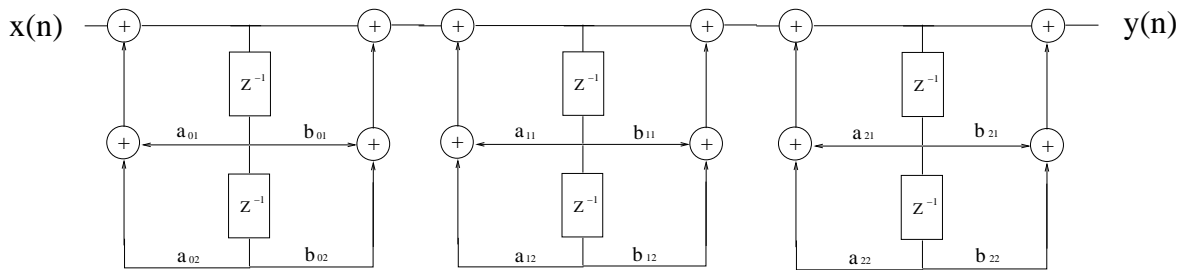 x(n) + + + + + + y(n)
z⁻¹ z⁻¹ z⁻¹
+ a₀₁ b₀₁ + + a₁₁ b₁₁ + + a₂₁ b₂₁ +
z⁻¹ z⁻¹ z⁻¹
a₀₂ b₀₂ a₁₂ b₁₂ a₂₂ b₂₂